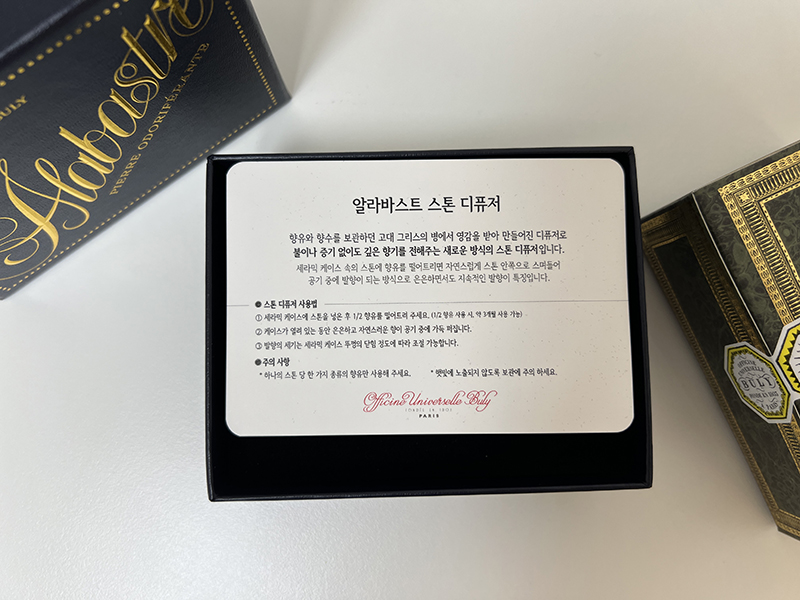 BULY
Alabastre
PIERRE ODORIFÉRANTE
알라바스트 스톤 디퓨저
향유와 향수를 보관하던 고대 그리스의 병에서 영감을 받아 만들어진 디퓨저로
불이나 증기 없이도 깊은 향기를 전해주는 새로운 방식의 스톤 디퓨저입니다.
세라믹 케이스 속의 스톤에 향유를 떨어트리면 자연스럽게 스톤 안쪽으로 스며들어
공기 중에 발향이 되는 방식으로 은은하면서도 지속적인 발향이 특징입니다.
● 스톤 디퓨저 사용법
① 세라믹 케이스에 스톤을 넣은 후 1/2 향유를 떨어트려 주세요. (1/2 향유 사용 시, 약 3개월 사용 가능)
② 케이스가 열려 있는 동안 은은하고 자연스러운 향이 공기 중에 가득 퍼집니다.
③ 발향의 세기는 세라믹 케이스 뚜껑의 닫힘 정도에 따라 조절 가능합니다.
●주의 사항
* 하나의 스톤 당 한 가지 종류의 향유만 사용해 주세요. * 햇빛에 노출되지 않도록 보관에 주의 하세요.
Officine Universelle Buly
PARIS
OFFICINE
UNIVERSELLE
BULY
PARIS